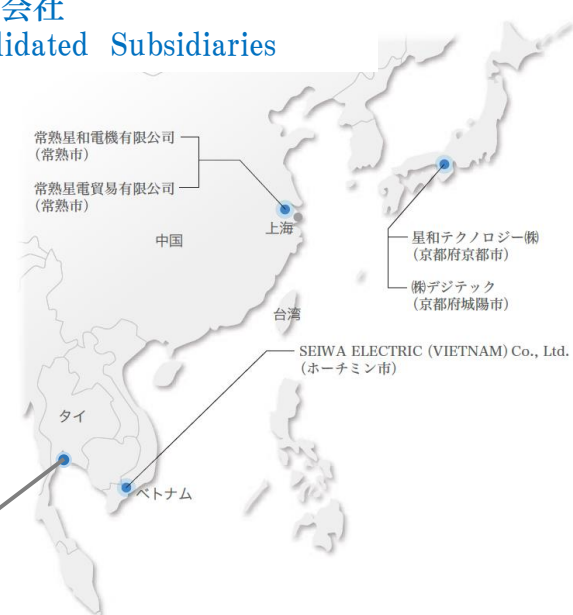 会社
lidated Subsidiaries
常熟星和電機有限公司
（常熟市）
常熟星電貿易有限公司
（常熟市）
中国
上海
星和テクノロジー㈱
（京都府京都市）
㈱デジテック
（京都府城陽市）
台湾
SEIWA ELECTRIC (VIETNAM) Co., Ltd.
（ホーチミン市）
タイ
ベトナム